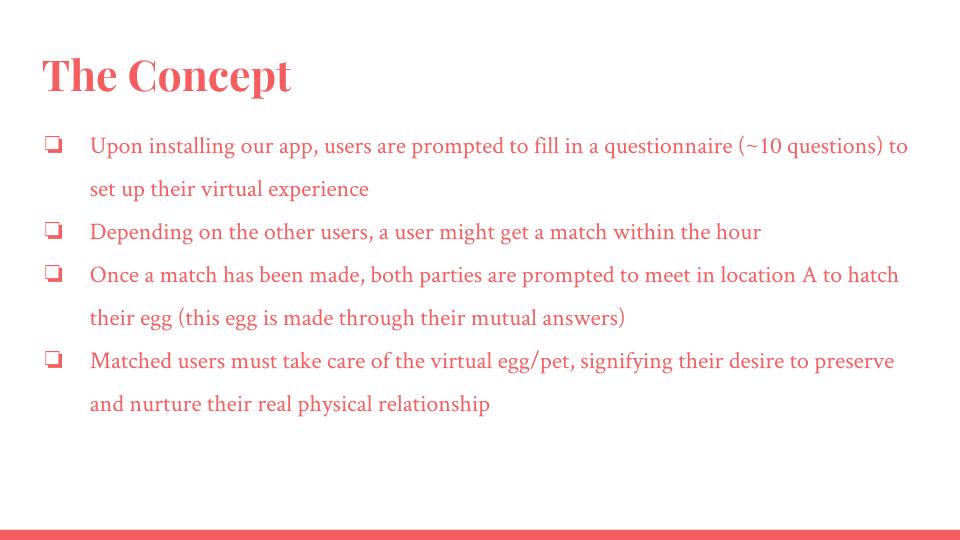 The Concept
❏ Upon installing our app, users are prompted to fill in a questionnaire (~10 questions) to
set up their virtual experience
❏ Depending on the other users, a user might get a match within the hour
❏ Once a match has been made, both parties are prompted to meet in location A to hatch
their egg (this egg is made through their mutual answers)
❏ Matched users must take care of the virtual egg/pet, signifying their desire to preserve
and nurture their real physical relationship